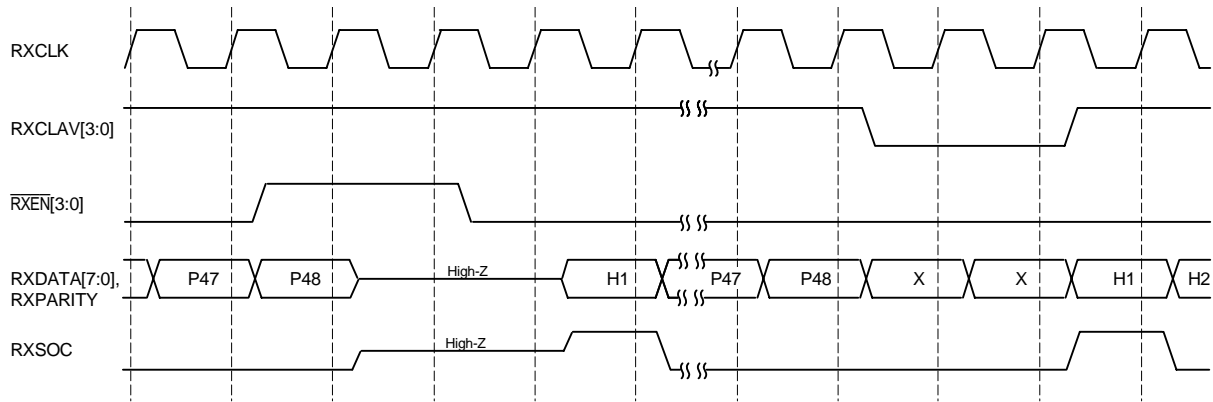 RXCLK
RXCLAV[3:0]
RXEN[3:0]
RXDATA[7:0], P47 P48 High-Z H1 P47 P48 X X H1 H2
RXPARITY
RXSOC High-Z